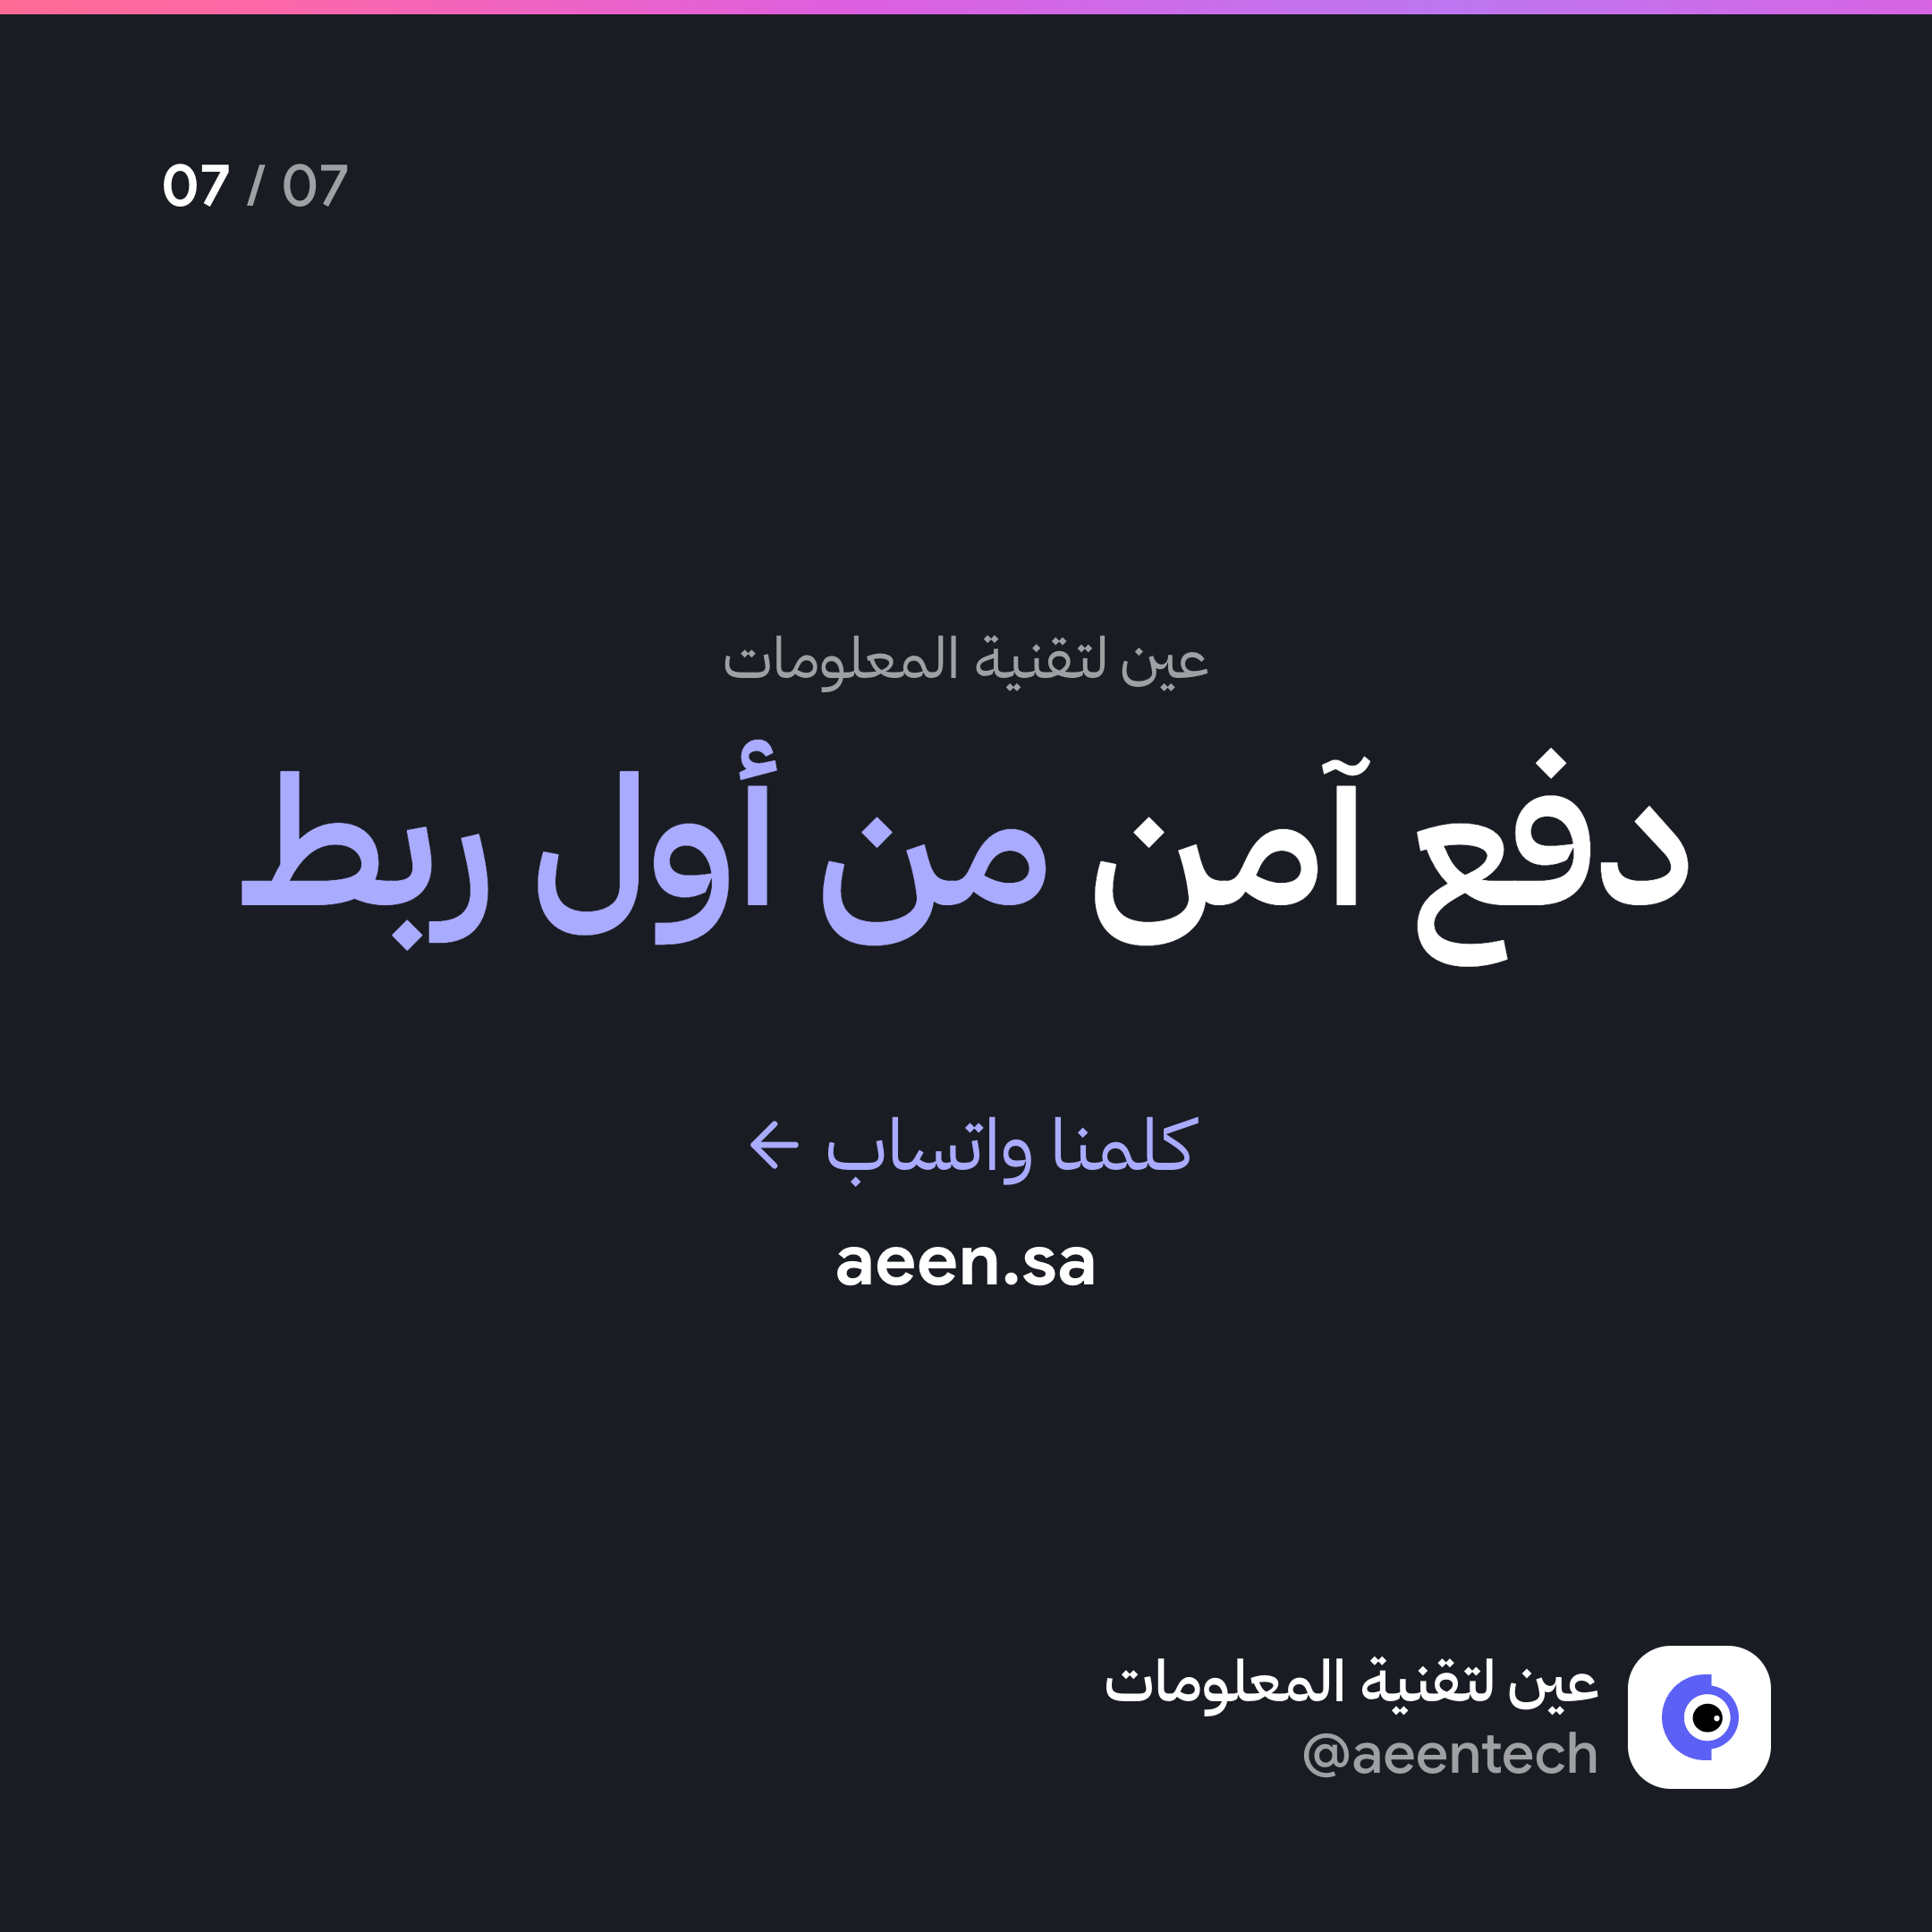 07 / 07
عين لتقنية المعلومات
دفع آمن من أول ربط
كلمنا واتساب ←
aeen.sa
عين لتقنية المعلومات
@aeentech